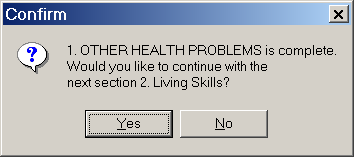 Confirm
1. OTHER HEALTH PROBLEMS is complete.
Would you like to continue with the
next section 2. Living Skills?
Yes No